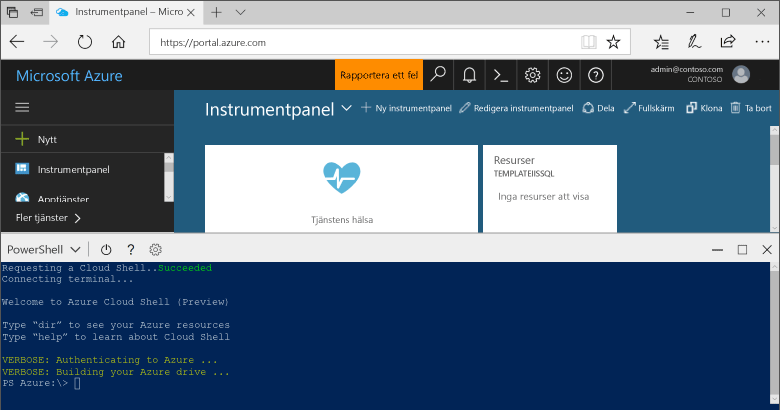 Instrumentpanel – Micro
https://portal.azure.com
Microsoft Azure
Rapportera ett fel
admin@contoso.com
CONTOSO
Instrumentpanel
Ny instrumentpanel
Redigera instrumentpanel
Dela
Fullskärm
Klona
Ta bort
Nytt
Instrumentpanel
Apptjänster
Fler tjänster
Tjänstens hälsa
Resurser
TEMPLATEIISSQL
Inga resurser att visa
PowerShell
Requesting a Cloud Shell..Succeeded
Connecting terminal...
Welcome to Azure Cloud Shell (Preview)
Type “dir” to see your Azure resources
Type “help” to learn about Cloud Shell
VERBOSE: Authenticating to Azure ...
VERBOSE: Building your Azure drive ...
PS Azure:\>